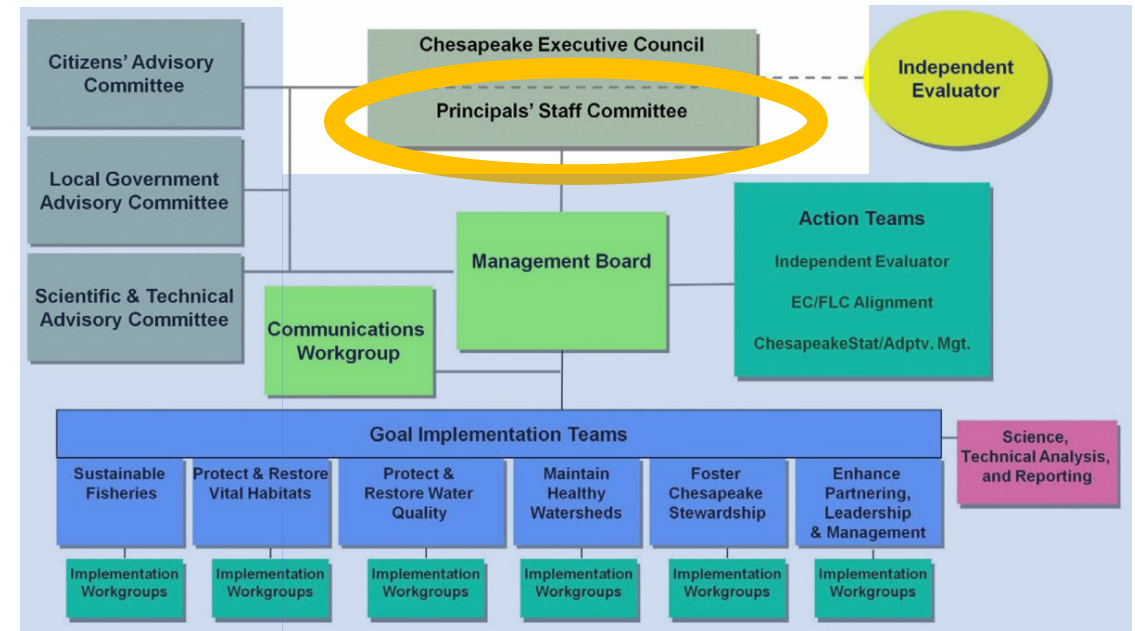 Citizens' Advisory
Committee
Chesapeake Executive Council
Principals' Staff Committee
Independent
Evaluator
Local Government
Advisory Committee
Scientific & Technical
Advisory Committee
Management Board
Action Teams
Independent Evaluator
EC/FLC Alignment
ChesapeakeStat/Adptv. Mgt.
Communications
Workgroup
Goal Implementation Teams
Science,
Technical Analysis,
and Reporting
Sustainable
Fisheries
Protect & Restore
Vital Habitats
Protect &
Restore Water
Quality
Maintain
Healthy
Watersheds
Foster
Chesapeake
Stewardship
Enhance
Partnering,
Leadership
& Management
Implementation
Workgroups
Implementation
Workgroups
Implementation
Workgroups
Implementation
Workgroups
Implementation
Workgroups
Implementation
Workgroups